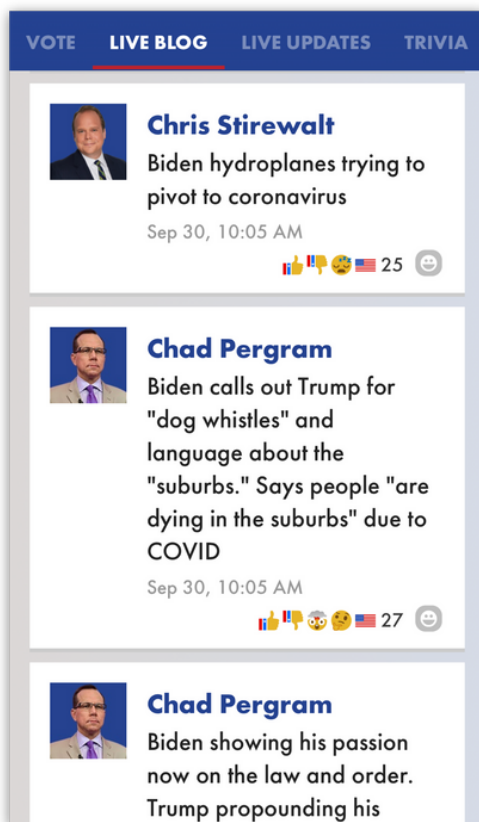 VOTE LIVE BLOG LIVE UPDATES TRIVIA
Chris Stirewalt
Biden hydroplanes trying to
pivot to coronavirus
Sep 30, 10:05 AM
25
Chad Pergram
Biden calls out Trump for
"dog whistles" and
language about the
"suburbs." Says people "are
dying in the suburbs" due to
COVID
Sep 30, 10:05 AM
27
Chad Pergram
Biden showing his passion
now on the law and order.
Trump propounding his